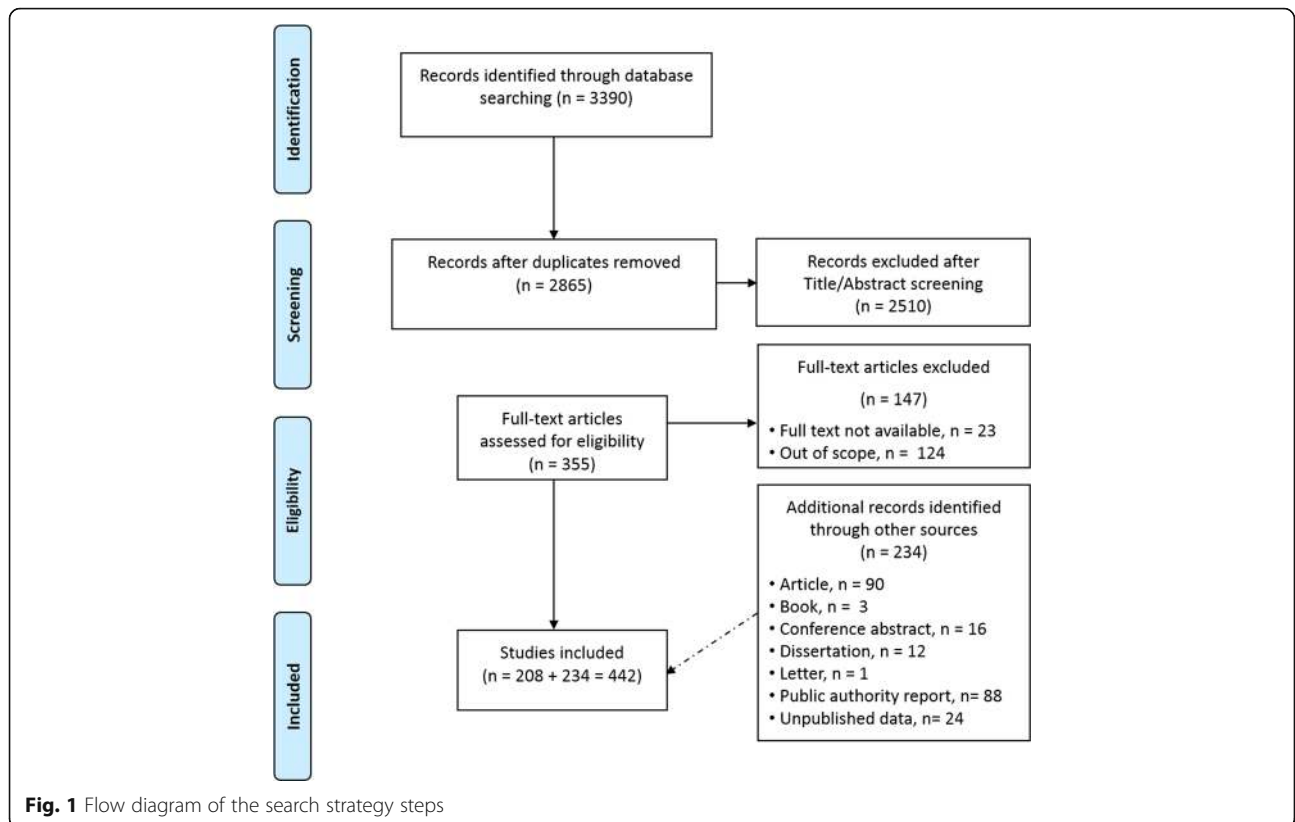 Identification
Records identified through database
searching (n = 3390)
Screening
Records after duplicates removed
(n = 2865)
Records excluded after
Title/Abstract screening
(n = 2510)
Eligibility
Full-text articles
assessed for eligibility
(n = 355)
Full-text articles excluded
(n = 147)
• Full text not available, n = 23
• Out of scope, n = 124
Additional records identified
through other sources
(n = 234)
• Article, n = 90
• Book, n = 3
• Conference abstract, n = 16
• Dissertation, n = 12
• Letter, n = 1
• Public authority report, n= 88
• Unpublished data, n= 24
Included
Studies included
(n = 208 + 234 = 442)
Fig. 1 Flow diagram of the search strategy steps